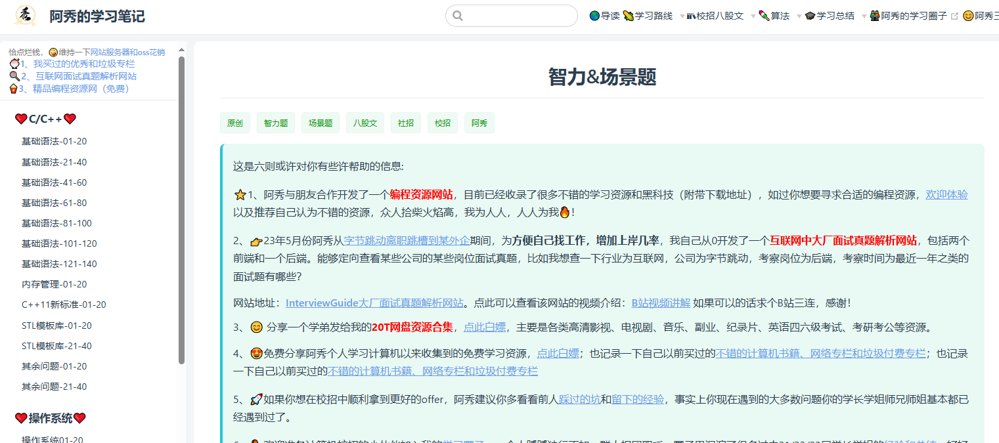 阿秀的学习笔记
导读 学习路线 校招八股文 算法 学习总结 阿秀的学习圈子 阿秀三
恰点烂钱，维持一下网站服务器和oss花销
1、我买过的优秀和垃圾专栏
2、互联网面试真题解析网站
3、精品编程资源网（免费）
C/C++
基础语法-01-20
基础语法-21-40
基础语法-41-60
基础语法-61-80
基础语法-81-100
基础语法-101-120
基础语法-121-140
内存管理-01-20
C++11新标准-01-20
STL模板库-01-20
STL模板库-21-40
其余问题-01-20
其余问题-21-40
操作系统
操作系统01-20
智力&场景题
原创 智力题 场景题 八股文 社招 校招 阿秀
这是六则或许对你有些许帮助的信息:
1、阿秀与朋友合作开发了一个编程资源网站，目前已经收录了很多不错的学习资源和黑科技（附带下载地址），如过你想要寻求合适的编程资源，欢迎体验
以及推荐自己认为不错的资源，众人拾柴火焰高，我为人人，人人为我！
2、23年5月份阿秀从字节跳动离职跳槽到某外企期间，为方便自己找工作，增加上岸几率，我自己从0开发了一个互联网中大厂面试真题解析网站，包括两个
前端和一个后端。能够定向查看某些公司的某些岗位面试真题，比如我想查一下行业为互联网，公司为字节跳动，考察岗位为后端，考察时间为最近一年之类的
面试题有哪些?
网站地址：InterviewGuide大厂面试真题解析网站。点此可以查看该网站的视频介绍：B站视频讲解 如果可以的话求个B站三连，感谢！
3、 分享一个学弟发给我的20T网盘资源合集，点此白嫖，主要是各类高清影视、电视剧、音乐、副业、纪录片、英语四六级考试、考研考公等资源。
4、免费分享阿秀个人学习计算机以来收集到的免费学习资源，点此白嫖；也记录一下自己以前买过的不错的计算机书籍、网络专栏和垃圾付费专栏；也记录
一下自己以前买过的不错的计算机书籍、网络专栏和垃圾付费专栏
5、如果你想在校招中顺利拿到更好的offer，阿秀建议你多看看前人踩过的坑和留下的经验，事实上你现在遇到的大多数问题你的学长学姐师兄师姐基本都已
经遇到过了。